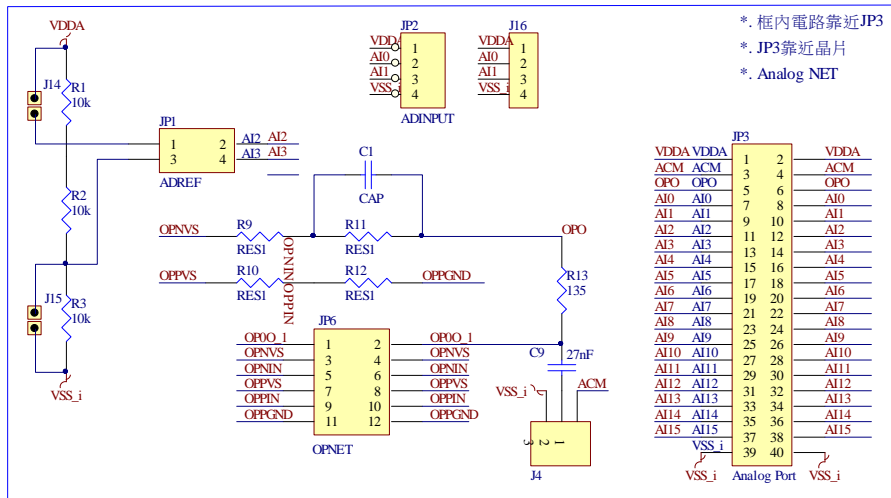 VDDA
J14
R1
10k
R2
10k
J15
R3
10k
VSS_i
JP1
1 2
3 4
AI2 AI2
AI3 AI3
ADREF
JP2
VDDA 1
AI0 2
AI1 3
VSS_i 4
ADINPUT
J16
VDDA 1
AI0 2
AI1 3
VSS_i 4
*. 框內電路靠近JP3
*. JP3靠近晶片
*. Analog NET
C1
CAP
OPNVS
R9
RES1
OPNIN
R11
RES1
OPO
OPPVS
R10
RES1
OPPIN
R12
RES1
OPPGND
R13
135
JP6
OP0O_1 1 2 OP0O_1
OPNVS 3 4 OPNVS
OPNIN 5 6 OPNIN
OPPVS 7 8 OPPVS
OPPIN 9 10 OPPIN
OPPGND 11 12 OPPGND
OPNET
C9
27nF
VSS_i
ACM
1
2
3
J4
JP3
VDDA VDDA 1 2 VDDA
ACM ACM 3 4 ACM
OPO OPO 5 6 OPO
AI0 AI0 7 8 AI0
AI1 AI1 9 10 AI1
AI2 AI2 11 12 AI2
AI3 AI3 13 14 AI3
AI4 AI4 15 16 AI4
AI5 AI5 17 18 AI5
AI6 AI6 19 20 AI6
AI7 AI7 21 22 AI7
AI8 AI8 23 24 AI8
AI9 AI9 25 26 AI9
AI10 AI10 27 28 AI10
AI11 AI11 29 30 AI11
AI12 AI12 31 32 AI12
AI13 AI13 33 34 AI13
AI14 AI14 35 36 AI14
AI15 AI15 37 38 AI15
VSS_i 39 40
VSS_i VSS_i
Analog Port